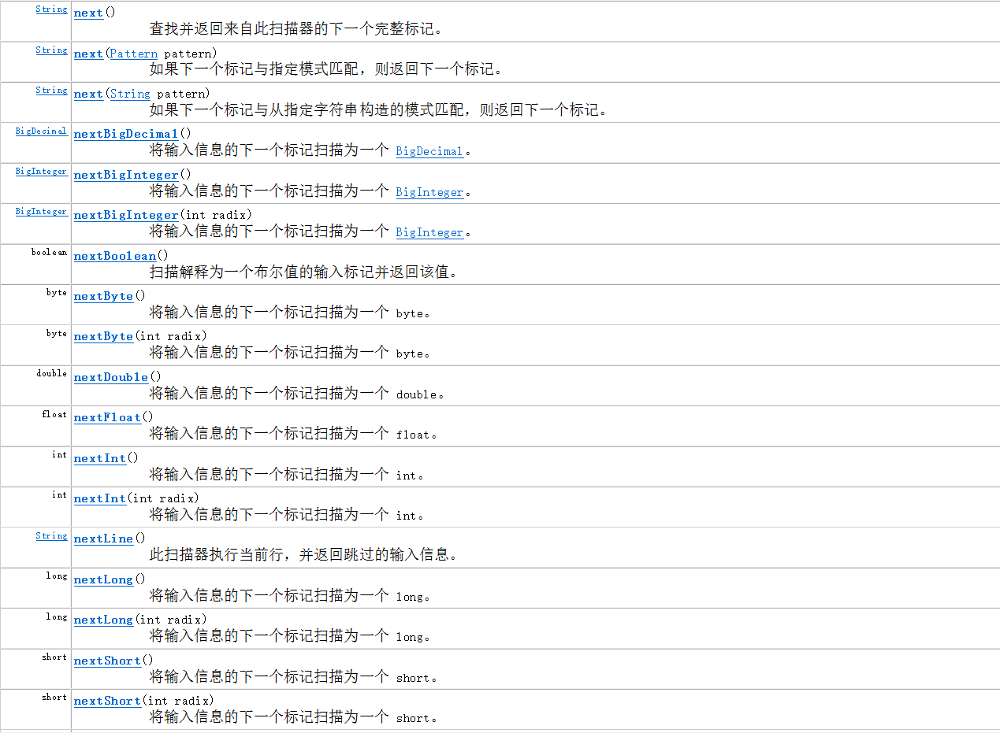 String next()
查找并返回来自此扫描器的下一个完整标记。
String next(Pattern pattern)
如果下一个标记与指定模式匹配，则返回下一个标记。
String next(String pattern)
如果下一个标记与从指定字符串构造的模式匹配，则返回下一个标记。
BigDecimal nextBigDecimal()
将输入信息的下一个标记扫描为一个 BigDecimal。
BigInteger nextBigInteger()
将输入信息的下一个标记扫描为一个 BigInteger。
BigInteger nextBigInteger(int radix)
将输入信息的下一个标记扫描为一个 BigInteger。
boolean nextBoolean()
扫描解释为一个布尔值的输入标记并返回该值。
byte nextByte()
将输入信息的下一个标记扫描为一个 byte。
byte nextByte(int radix)
将输入信息的下一个标记扫描为一个 byte。
double nextDouble()
将输入信息的下一个标记扫描为一个 double。
float nextFloat()
将输入信息的下一个标记扫描为一个 float。
int nextInt()
将输入信息的下一个标记扫描为一个 int。
int nextInt(int radix)
将输入信息的下一个标记扫描为一个 int。
String nextLine()
此扫描器执行当前行，并返回跳过的输入信息。
long nextLong()
将输入信息的下一个标记扫描为一个 long。
long nextLong(int radix)
将输入信息的下一个标记扫描为一个 long。
short nextShort()
将输入信息的下一个标记扫描为一个 short。
short nextShort(int radix)
将输入信息的下一个标记扫描为一个 short。